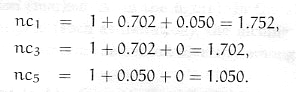 nc₁ = 1 + 0.702 + 0.050 = 1.752,
nc₃ = 1 + 0.702 + 0 = 1.702,
nc₅ = 1 + 0.050 + 0 = 1.050.